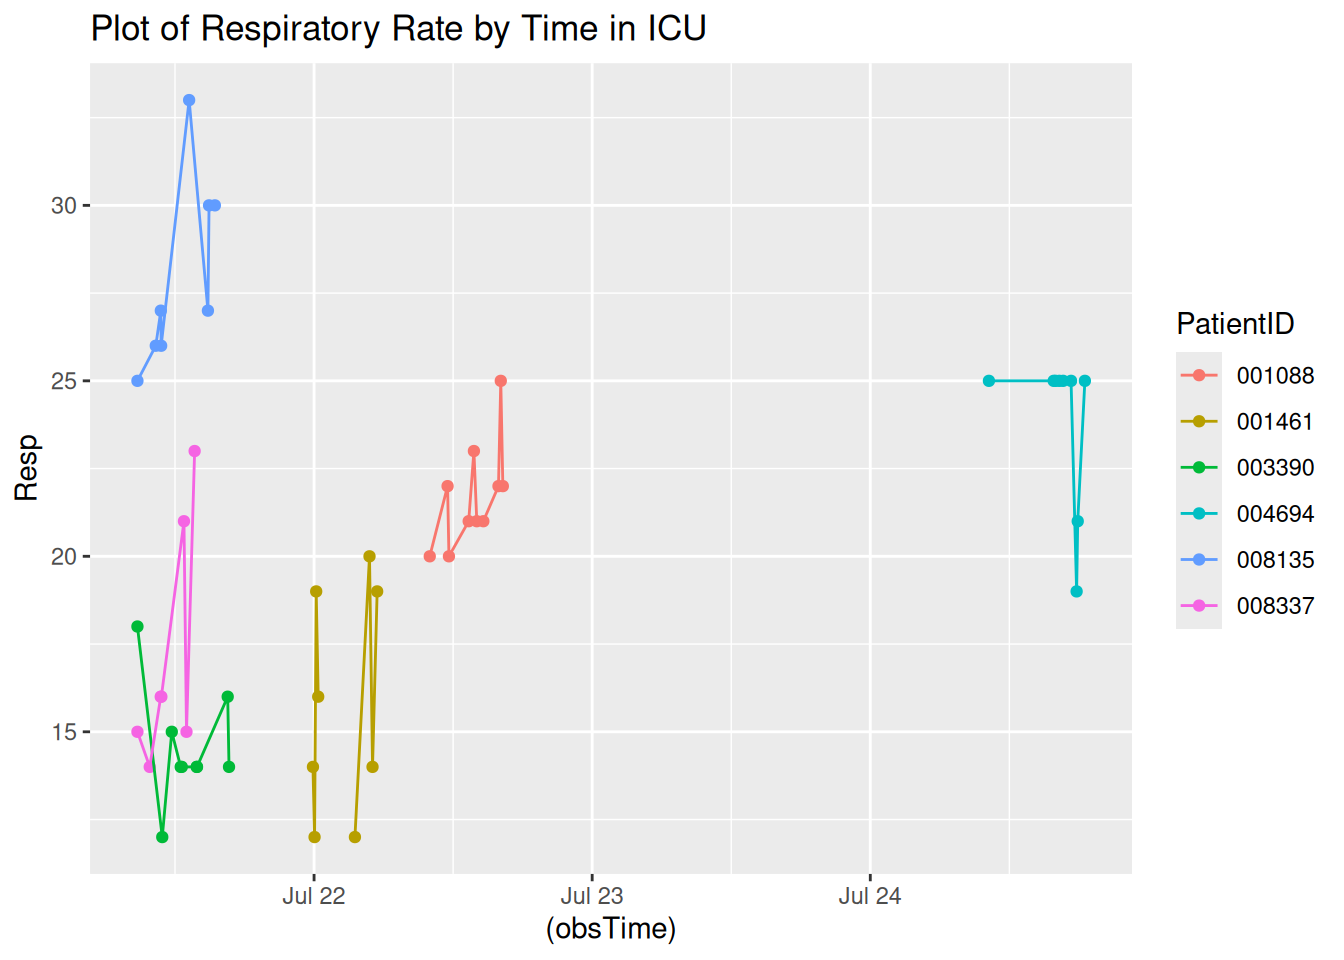 Plot of Respiratory Rate by Time in ICU
Resp
30
25
20
15
Jul 22
Jul 23
Jul 24
(obsTime)
PatientID
001088
001461
003390
004694
008135
008337